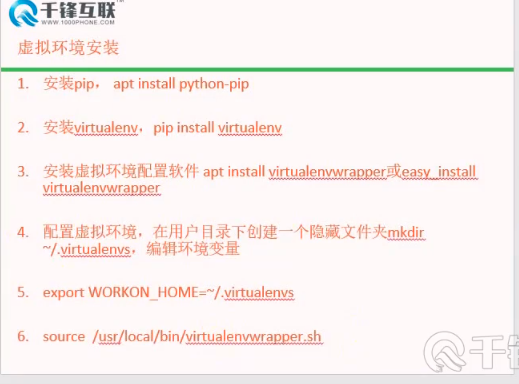 千锋互联
WWW.1000PHONE.COM
虚拟环境安装
1. 安装pip， apt install python-pip
2. 安装virtualenv，pip install virtualenv
3. 安装虚拟环境配置软件 apt install virtualenvwrapper或easy_install
virtualenvwrapper
4. 配置虚拟环境，在用户目录下创建一个隐藏文件夹mkdir
~/.virtualenvs，编辑环境变量
5. export WORKON_HOME=~/.virtualenvs
6. source /usr/local/bin/virtualenvwrapper.sh
千锋